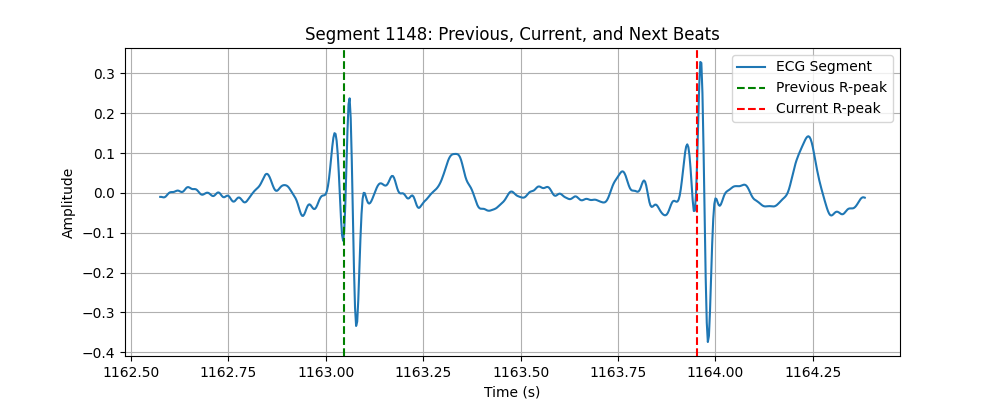 Segment 1148: Previous, Current, and Next Beats
ECG Segment
Previous R-peak
Current R-peak
Amplitude
0.3
0.2
0.1
0.0
−0.1
−0.2
−0.3
−0.4
1162.50 1162.75 1163.00 1163.25 1163.50 1163.75 1164.00 1164.25
Time (s)